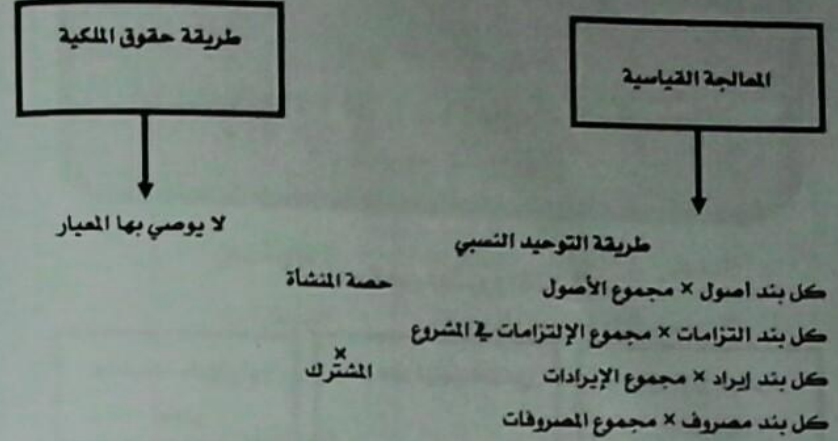 المعالجة القياسية
طريقة حقوق الملكية
طريقة التوحيد النسبي
لا يوصي بها المعيار
كل بند اصول × مجموع الأصول
حصة المنشأة
كل بند التزامات × مجموع الإلتزامات في المشروع
×
كل بند إيراد × مجموع الإيرادات
المشترك
كل بند مصروف × مجموع المصروفات